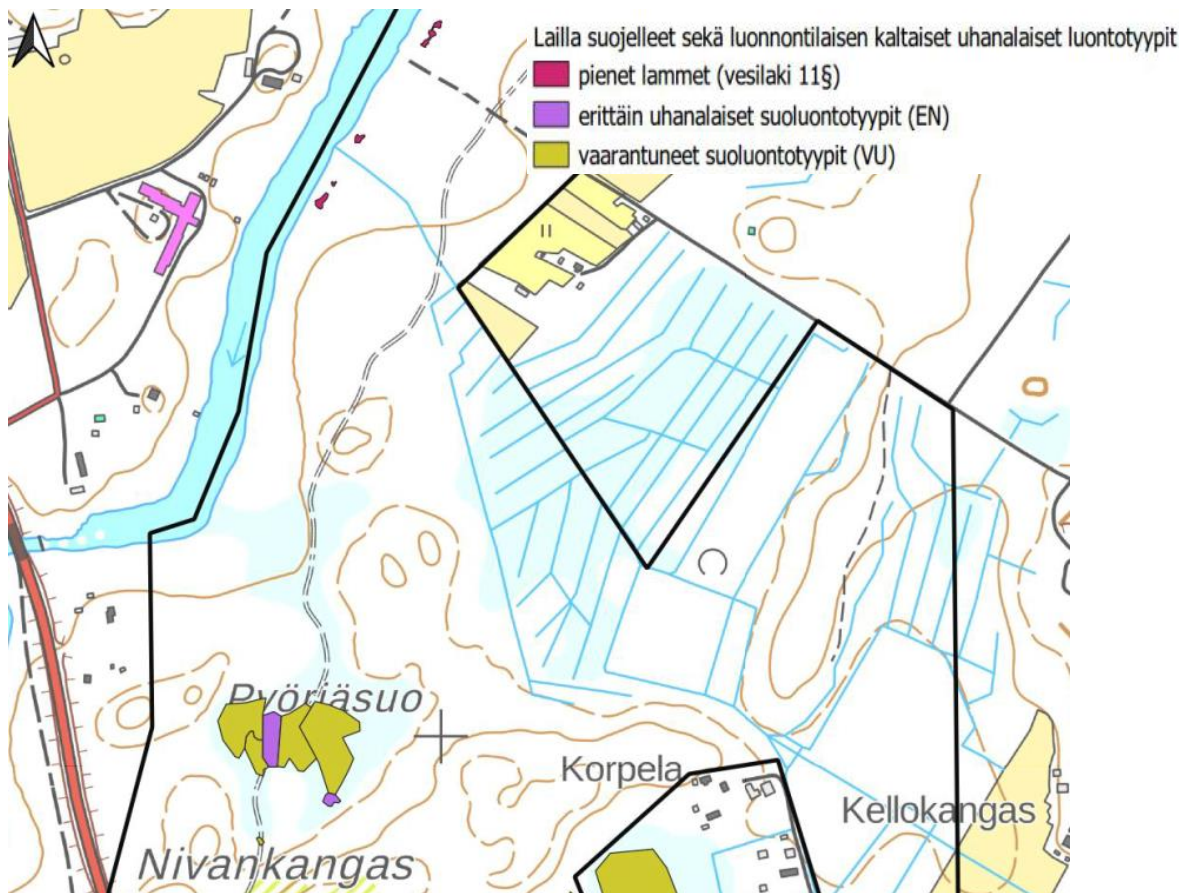 Lailla suojelleet sekä luonnontilaisen kaltaiset uhanalaiset luontotyypit
pienet lammet (vesilaki 11§)
erittäin uhanalaiset suoluontotyypit (EN)
vaarantuneet suoluontotyypit (VU)
Pyöriäsuo
Korpela
Kellokangas
Nivankangas